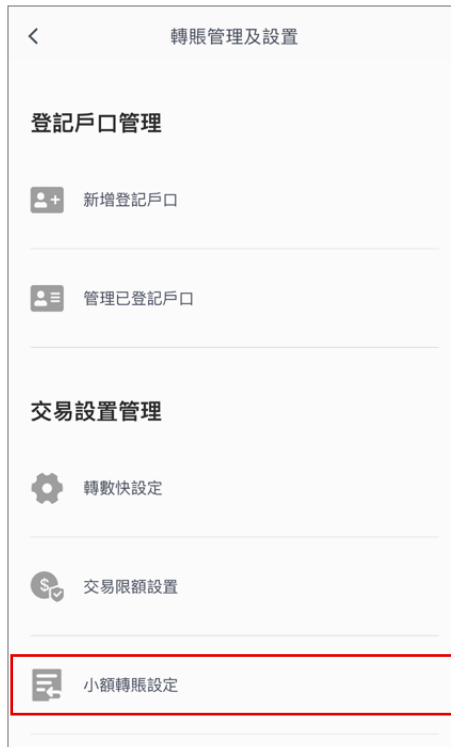 轉賬管理及設置
登記戶口管理
新增登記戶口
管理已登記戶口
交易設置管理
轉數快設定
交易限額設置
小額轉賬設定